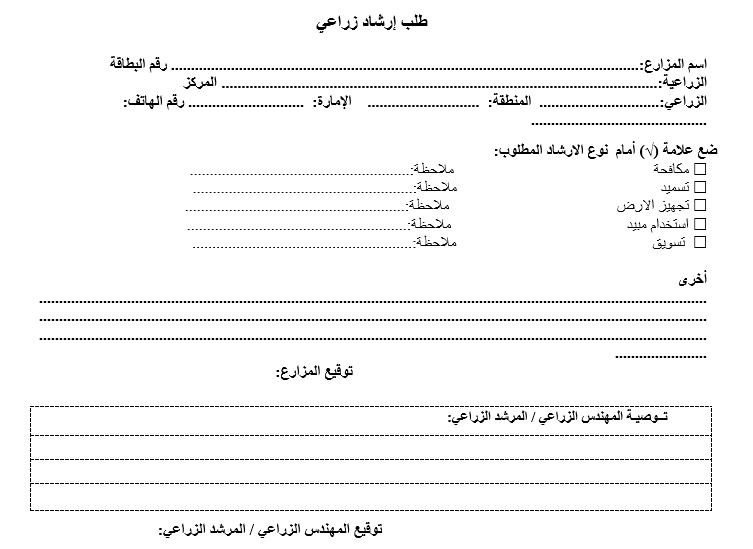 طلب إرشاد زراعي
اسم المزارع:................................................................................ رقم البطاقة
الزراعية:................................................................................ المركز
الزراعي:.............................. المنطقة: ............................ الإمارة: ............................. رقم الهاتف:
............................................
ضع علامة (√) أمام نوع الارشاد المطلوب:
□ مكافحة ملاحظة:.......................................................
□ تسميد ملاحظة:.......................................................
□ تجهيز الارض ملاحظة:.......................................................
□ استخدام مبيد ملاحظة:.......................................................
□ تسويق ملاحظة:.......................................................
أخرى
................................................................................
................................................................................
................................................................................
.......................
توقيع المزارع:
تـوصيـة المهندس الزراعي / المرشد الزراعي:
توقيع المهندس الزراعي / المرشد الزراعي: